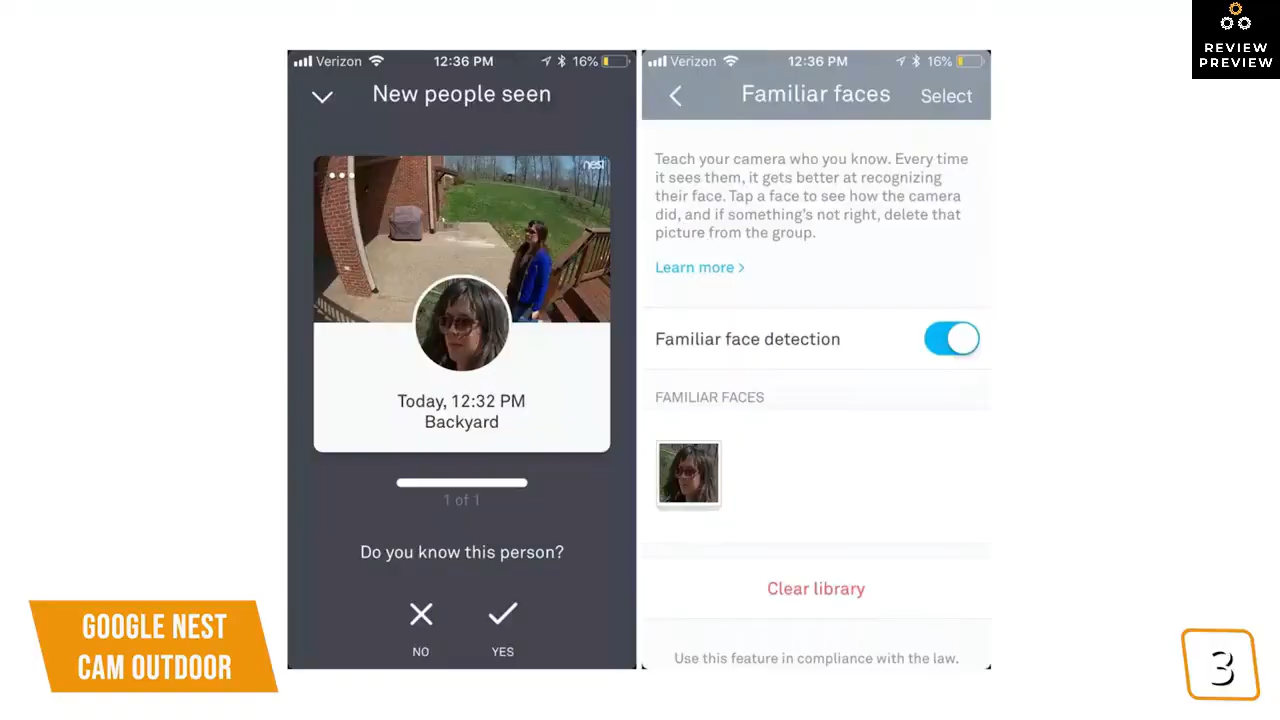 REVIEW
PREVIEW
Verizon 12:36 PM 16%
New people seen
nest
Today, 12:32 PM
Backyard
1 of 1
Do you know this person?
NO YES
Verizon 12:36 PM 16%
Familiar faces Select
Teach your camera who you know. Every time
it sees them, it gets better at recognizing
their face. Tap a face to see how the camera
did, and if something's not right, delete that
picture from the group.
Learn more >
Familiar face detection
FAMILIAR FACES
Clear library
Use this feature in compliance with the law.
GOOGLE NEST
CAM OUTDOOR
3